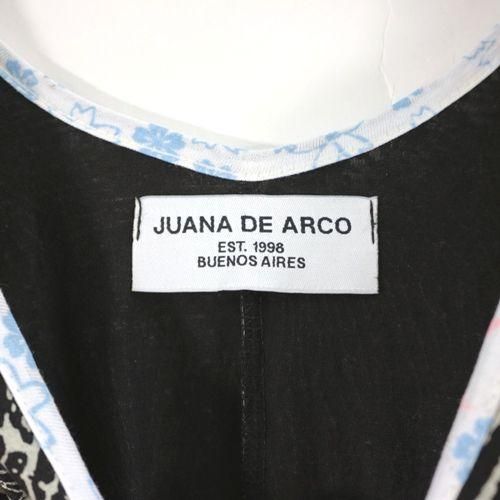 JUANA DE ARCO
EST. 1998
BUENOS AIRES